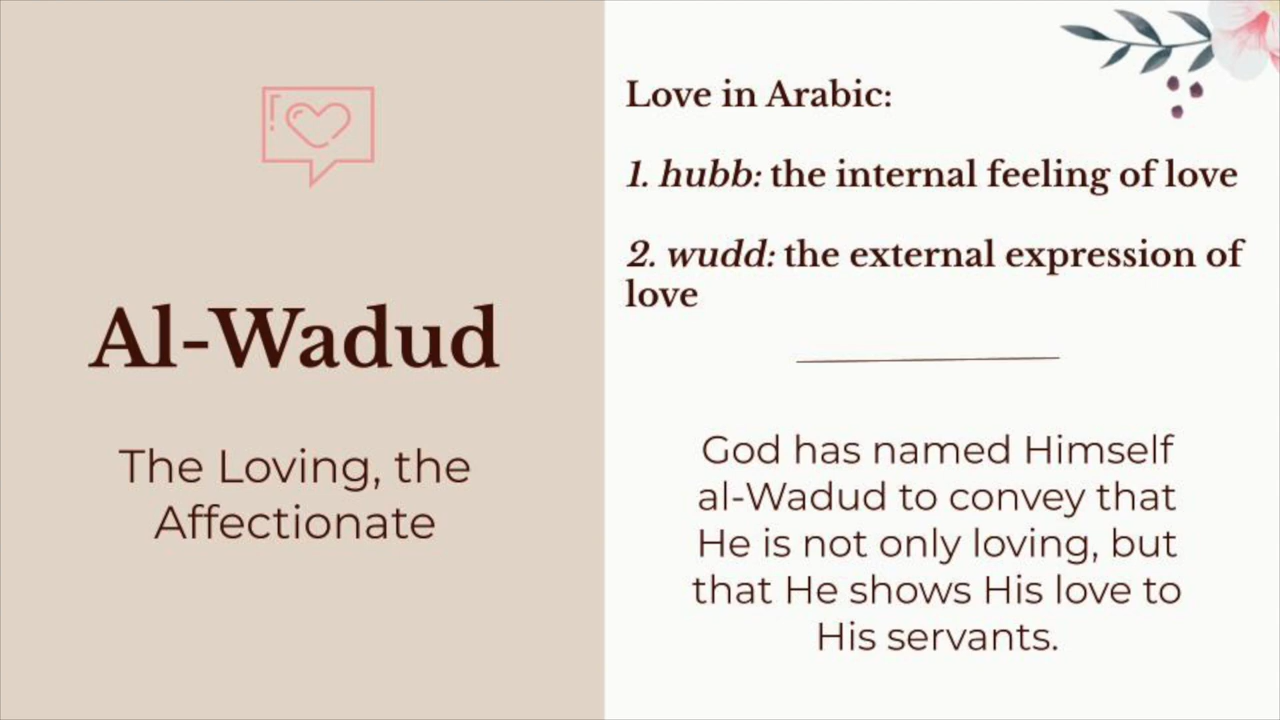 Al-Wadud
The Loving, the
Affectionate
Love in Arabic:
1. hubb: the internal feeling of love
2. wudd: the external expression of
love
God has named Himself
al-Wadud to convey that
He is not only loving, but
that He shows His love to
His servants.